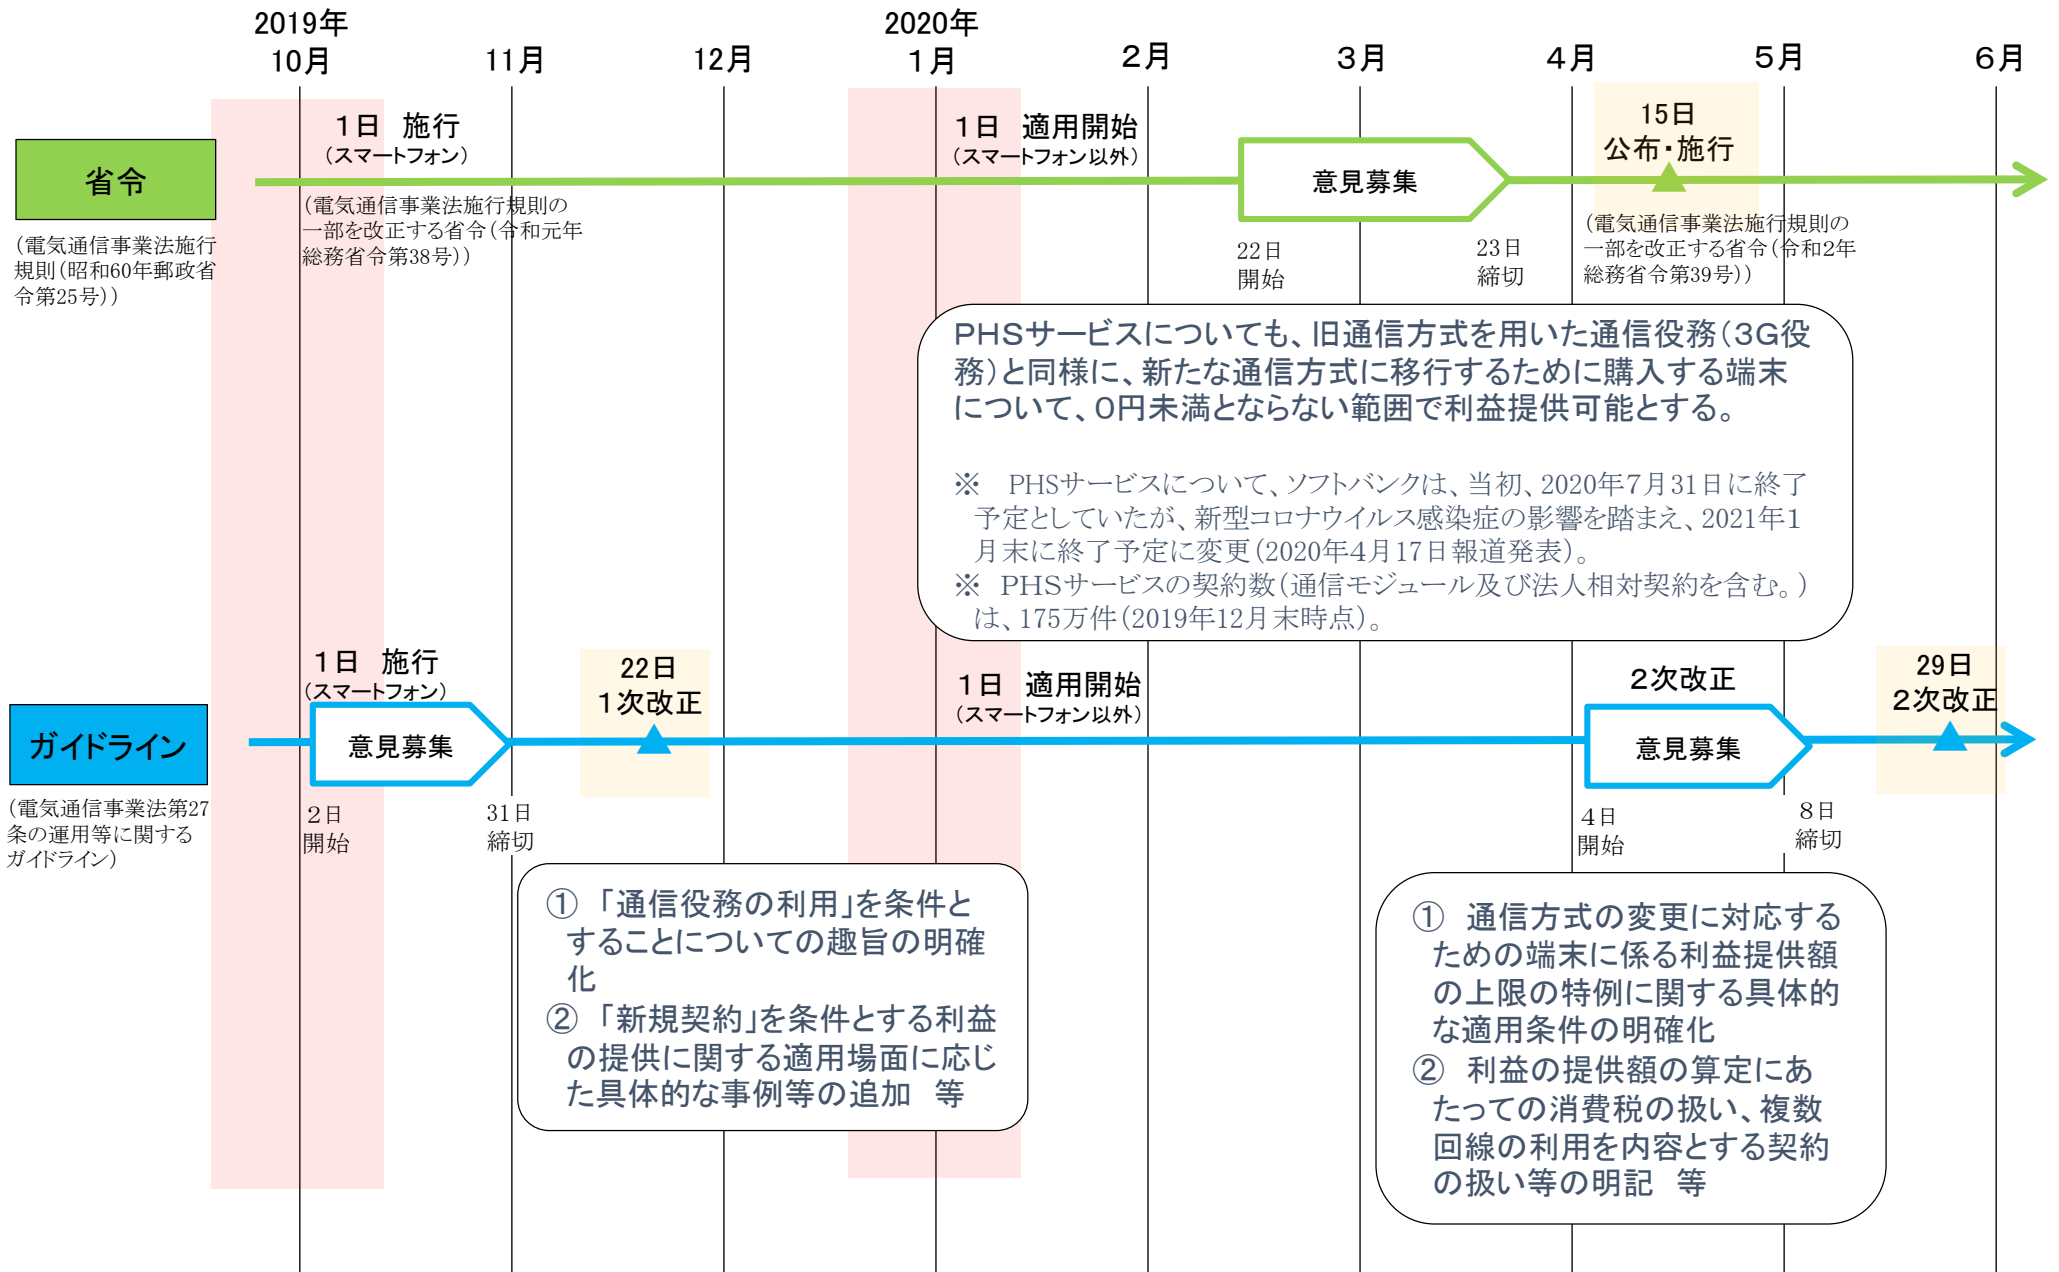 2019年
10月
11月
12月
2020年
１月
２月
３月
４月
５月
６月
省令
（電気通信事業法施行
規則（昭和60年郵政省
令第25号））
１日　施行
（スマートフォン）
（電気通信事業法施行規則の
一部を改正する省令（令和元年
総務省令第38号））
１日　適用開始
（スマートフォン以外）
意見募集
22日
開始
23日
締切
15日
公布・施行
（電気通信事業法施行規則の
一部を改正する省令（令和2年
総務省令第39号））
ＰＨＳサービスについても、旧通信方式を用いた通信役務（３Ｇ役
務）と同様に、新たな通信方式に移行するために購入する端末
について、０円未満とならない範囲で利益提供可能とする。
※　PHSサービスについて、ソフトバンクは、当初、2020年７月31日に終了
予定としていたが、新型コロナウイルス感染症の影響を踏まえ、2021年１
月末に終了予定に変更（2020年４月17日報道発表）。
※　PHSサービスの契約数（通信モジュール及び法人相対契約を含む。）
は、175万件（2019年12月末時点）。
ガイドライン
（電気通信事業法第27
条の運用等に関する
ガイドライン）
１日　施行
（スマートフォン）
意見募集
２日
開始
31日
締切
22日
１次改正
１日　適用開始
（スマートフォン以外）
２次改正
意見募集
４日
開始
８日
締切
29日
２次改正
①　「通信役務の利用」を条件と
することについての趣旨の明確
化
②　「新規契約」を条件とする利益
の提供に関する適用場面に応じ
た具体的な事例等の追加　等
①　通信方式の変更に対応する
ための端末に係る利益提供額
の上限の特例に関する具体的
な適用条件の明確化
②　利益の提供額の算定にあ
たっての消費税の扱い、複数
回線の利用を内容とする契約
の扱い等の明記　等